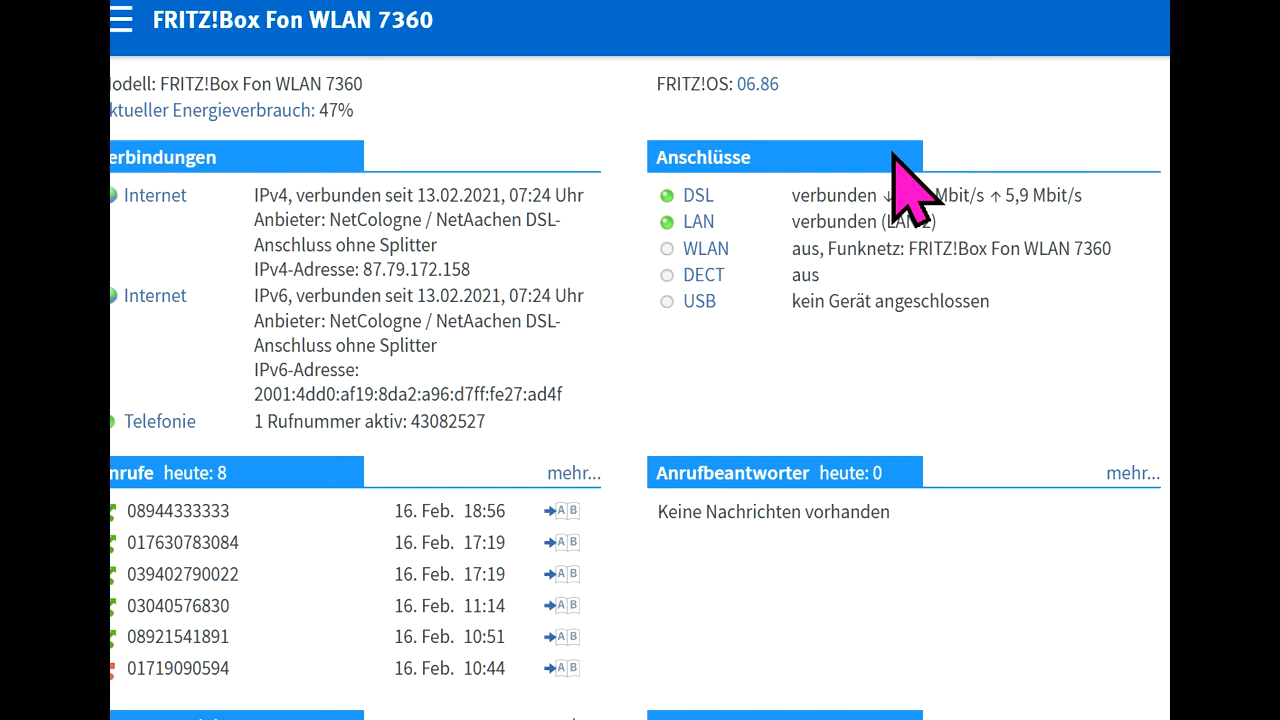 FRITZ!Box Fon WLAN 7360
odell: FRITZ!Box Fon WLAN 7360
FRITZ!OS: 06.86
ktueller Energieverbrauch: 47%
erbindungen
Internet IPv4, verbunden seit 13.02.2021, 07:24 Uhr
Anbieter: NetCologne / NetAachen DSL-
Anschluss ohne Splitter
IPv4-Adresse: 87.79.172.158
Internet IPv6, verbunden seit 13.02.2021, 07:24 Uhr
Anbieter: NetCologne / NetAachen DSL-
Anschluss ohne Splitter
IPv6-Adresse:
2001:4dd0:af19:8da2:a96:d7ff:fe27:ad4f
Telefonie 1 Rufnummer aktiv: 43082527
Anschlüsse
DSL verbunden ↓ Mbit/s ↑ 5,9 Mbit/s
LAN verbunden
WLAN aus, Funknetz: FRITZ!Box Fon WLAN 7360
DECT aus
USB kein Gerät angeschlossen
nrufe heute: 8 mehr...
08944333333 16. Feb. 18:56
017630783084 16. Feb. 17:19
039402790022 16. Feb. 17:19
03040576830 16. Feb. 11:14
08921541891 16. Feb. 10:51
01719090594 16. Feb. 10:44
Anrufbeantworter heute: 0 mehr...
Keine Nachrichten vorhanden